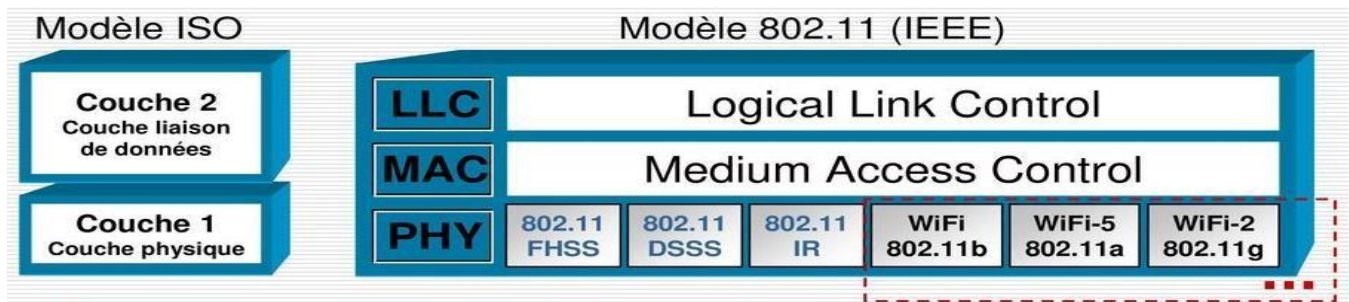 Modèle ISO
Modèle 802.11 (IEEE)
Couche 2
Couche liaison
de données
Couche 1
Couche physique
LLC
Logical Link Control
MAC
Medium Access Control
PHY
802.11
FHSS
802.11
DSSS
802.11
IR
WiFi
802.11b
WiFi-5
802.11a
WiFi-2
802.11g
...